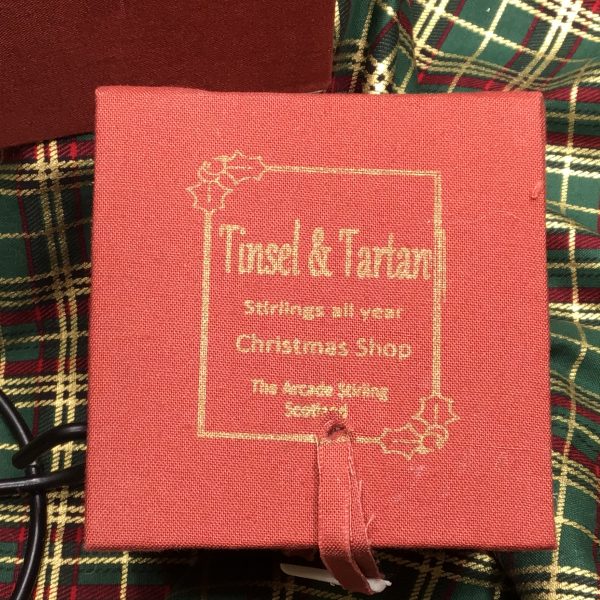 Tinsel & Tartan
Stirlings all year
Christmas Shop
The Arcade Stirling
Scotland